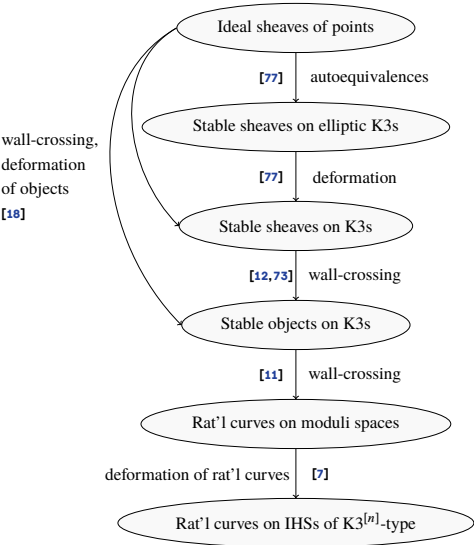 Ideal sheaves of points
[77] autoequivalences
Stable sheaves on elliptic K3s
wall-crossing,
deformation
of objects
[18]
[77] deformation
Stable sheaves on K3s
[12,73] wall-crossing
Stable objects on K3s
[11] wall-crossing
Rat'l curves on moduli spaces
deformation of rat'l curves [7]
Rat'l curves on IHSs of K3^[n]-type